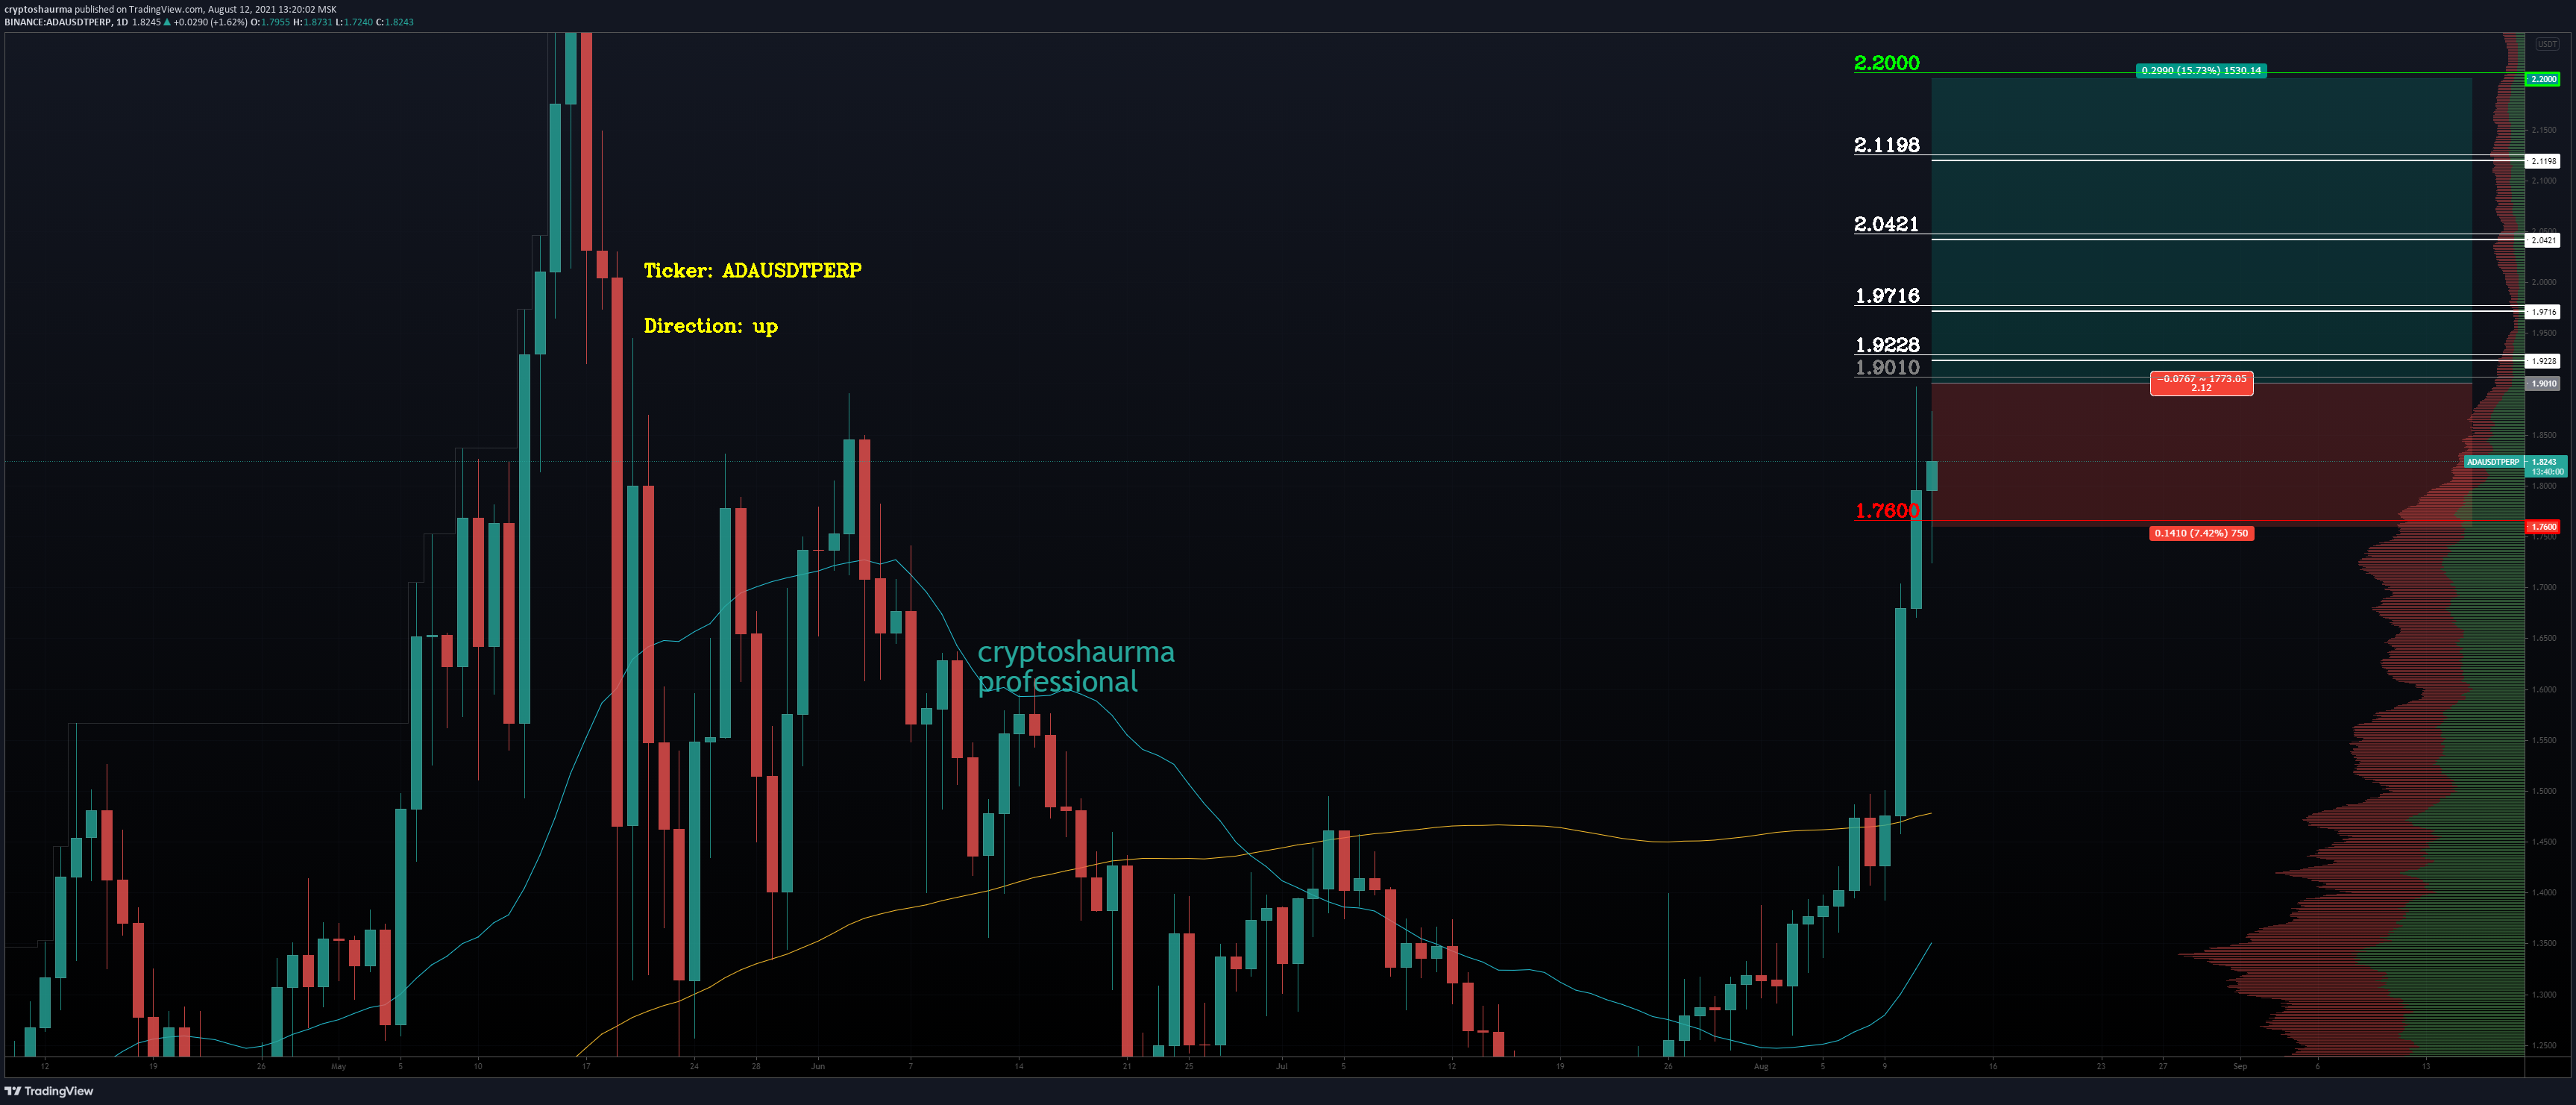 cryptoshaurma published on TradingView.com, August 12, 2021 13:20:02 MSK
BINANCE:ADAUSDTPERP, 1D 1.8245 ▲ +0.0290 (+1.62%) O:1.7955 H:1.8731 L:1.7240 C:1.8243
USDT
2.2000
0.2990 (15.73%) 1530.14
2.2000
2.1500
2.1198
2.1198
2.1000
2.0421
2.0500
2.0421
Ticker: ADAUSDTPERP
2.0000
1.9716
1.9716
Direction: up
1.9500
1.9228
1.9228
1.9010
−0.0767 ~ 1773.05
2.12
1.9010
1.8500
ADAUSDTPERP 1.8243
13:40:00
1.8000
1.7600
1.7600
0.1410 (7.42%) 750
1.7500
1.7000
1.6500
cryptoshaurma
professional
1.6000
1.5500
1.5000
1.4500
1.4000
1.3500
1.3000
1.2500
12 19 26 May 5 10 17 24 28 Jun 7 14 21 25 Jul 5 12 19 26 Aug 5 9 16 23 27 Sep 6 13
TradingView